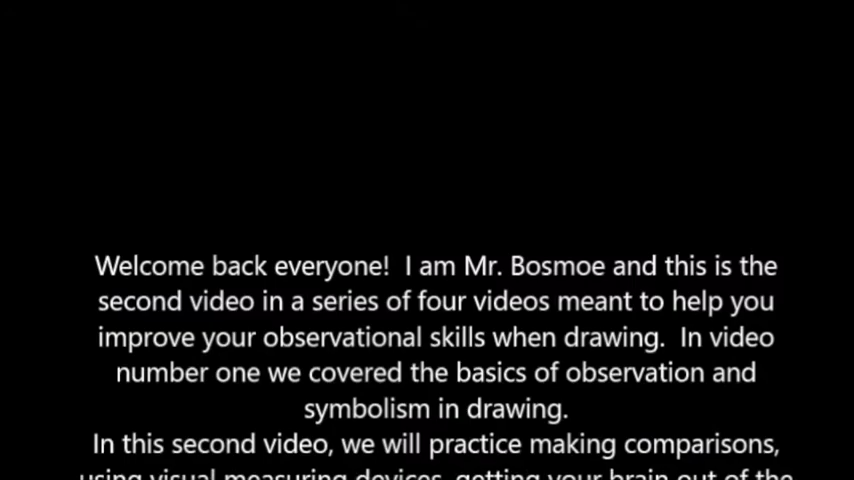 Welcome back everyone!  I am Mr. Bosmoe and this is the
second video in a series of four videos meant to help you
improve your observational skills when drawing.  In video
number one we covered the basics of observation and
symbolism in drawing.
In this second video, we will practice making comparisons,
using visual measuring devices, getting your brain out of the